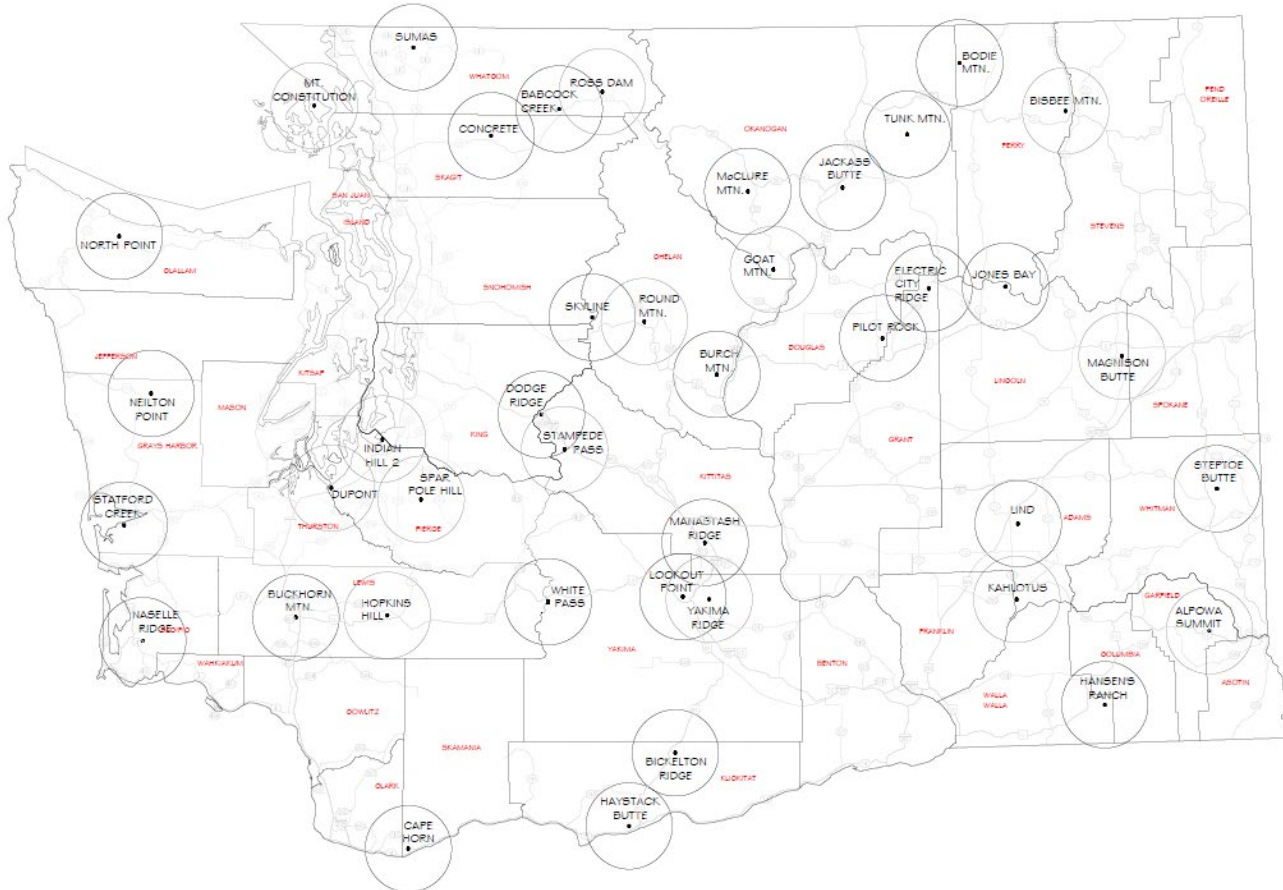 SUMAS
BODIE
MTN.
WHATCOM
ROSS DAM
MT.
CONSTITUTION
BABCOCK
CREEK
BISBEE MTN.
PEND
OREILLE
CONCRETE
OKANOGAN
TUNK MTN.
FERRY
JACKASS
BUTTE
McCLURE
MTN.
SKAGIT
SAN JUAN
ISLAND
STEVENS
NORTH POINT
CLALLAM
CHELAN
GOAT
MTN.
ELECTRIC
CITY
RIDGE
JONES BAY
SNOHOMISH
SKYLINE
ROUND
MTN.
PILOT ROCK
DOUGLAS
JEFFERSON
KITSAP
BURCH
MTN.
MAGNISON
BUTTE
LINCOLN
SPOKANE
NEILTON
POINT
MASON
DODGE
RIDGE
GRAYS HARBOR
KING
STAMPEDE
PASS
INDIAN
HILL 2
GRANT
KITTITAS
SPAR
POLE HILL
DUPONT
STEPTOE
BUTTE
STATFORD
CREEK
THURSTON
PIERCE
MANASTASH
RIDGE
LIND
ADAMS
WHITMAN
LEWIS
LOOKOUT
POINT
YAKIMA
RIDGE
WHITE
PASS
BUCKHORN
MTN.
HOPKINS
HILL
KAHLOTUS
GARFIELD
ALPOWA
SUMMIT
NASELLE
RIDGE
PACIFIC
FRANKLIN
WAHKIAKUM
YAKIMA
BENTON
COLUMBIA
HANSEN'S
RANCH
ASOTIN
WALLA
WALLA
COWLITZ
SKAMANIA
BICKELTON
RIDGE
KLICKITAT
CLARK
HAYSTACK
BUTTE
CAPE
HORN